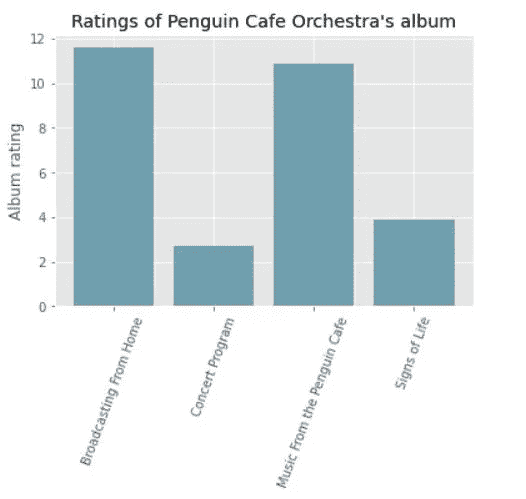 Ratings of Penguin Cafe Orchestra's album
Album rating
12
10
8
6
4
2
0
Broadcasting From Home
Concert Program
Music From the Penguin Cafe
Signs of Life